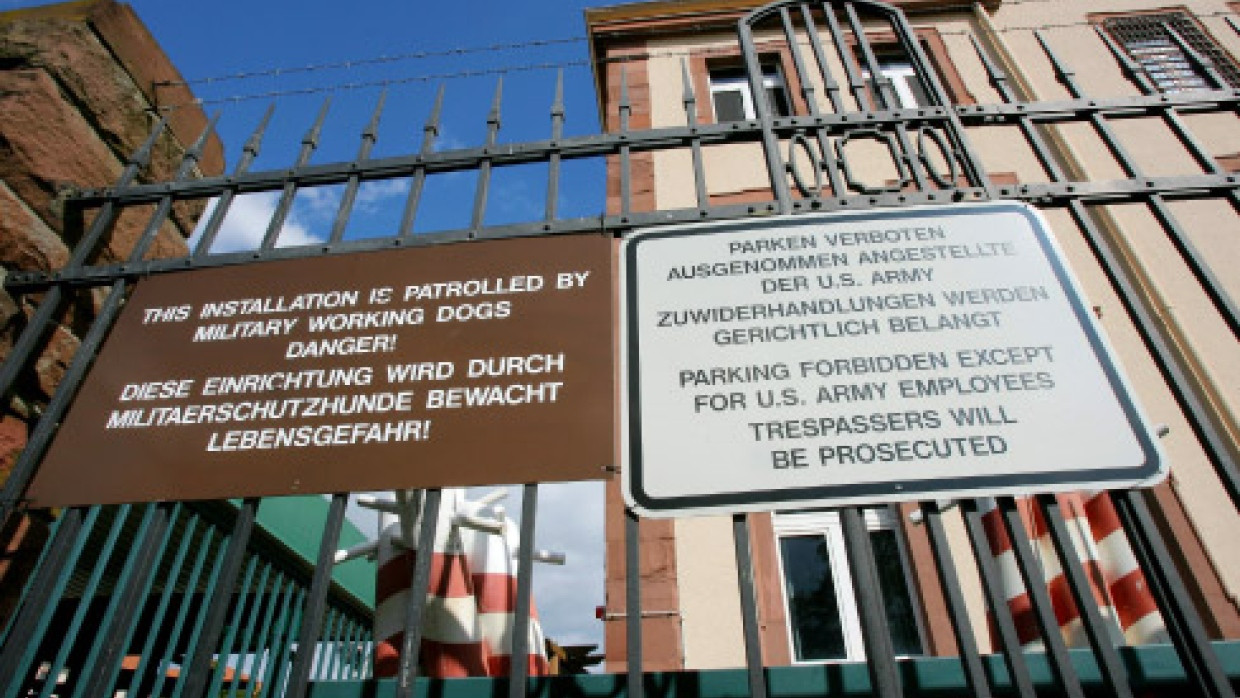 THIS INSTALLATION IS PATROLLED BY
MILITARY WORKING DOGS
DANGER!
DIESE EINRICHTUNG WIRD DURCH
MILITAERSCHUTZHUNDE BEWACHT
LEBENSGEFAHR!
PARKEN VERBOTEN
AUSGENOMMEN ANGESTELLTE
DER U.S. ARMY
ZUWIDERHANDLUNGEN WERDEN
GERICHTLICH BELANGT
PARKING FORBIDDEN EXCEPT
FOR U.S. ARMY EMPLOYEES
TRESPASSERS WILL
BE PROSECUTED